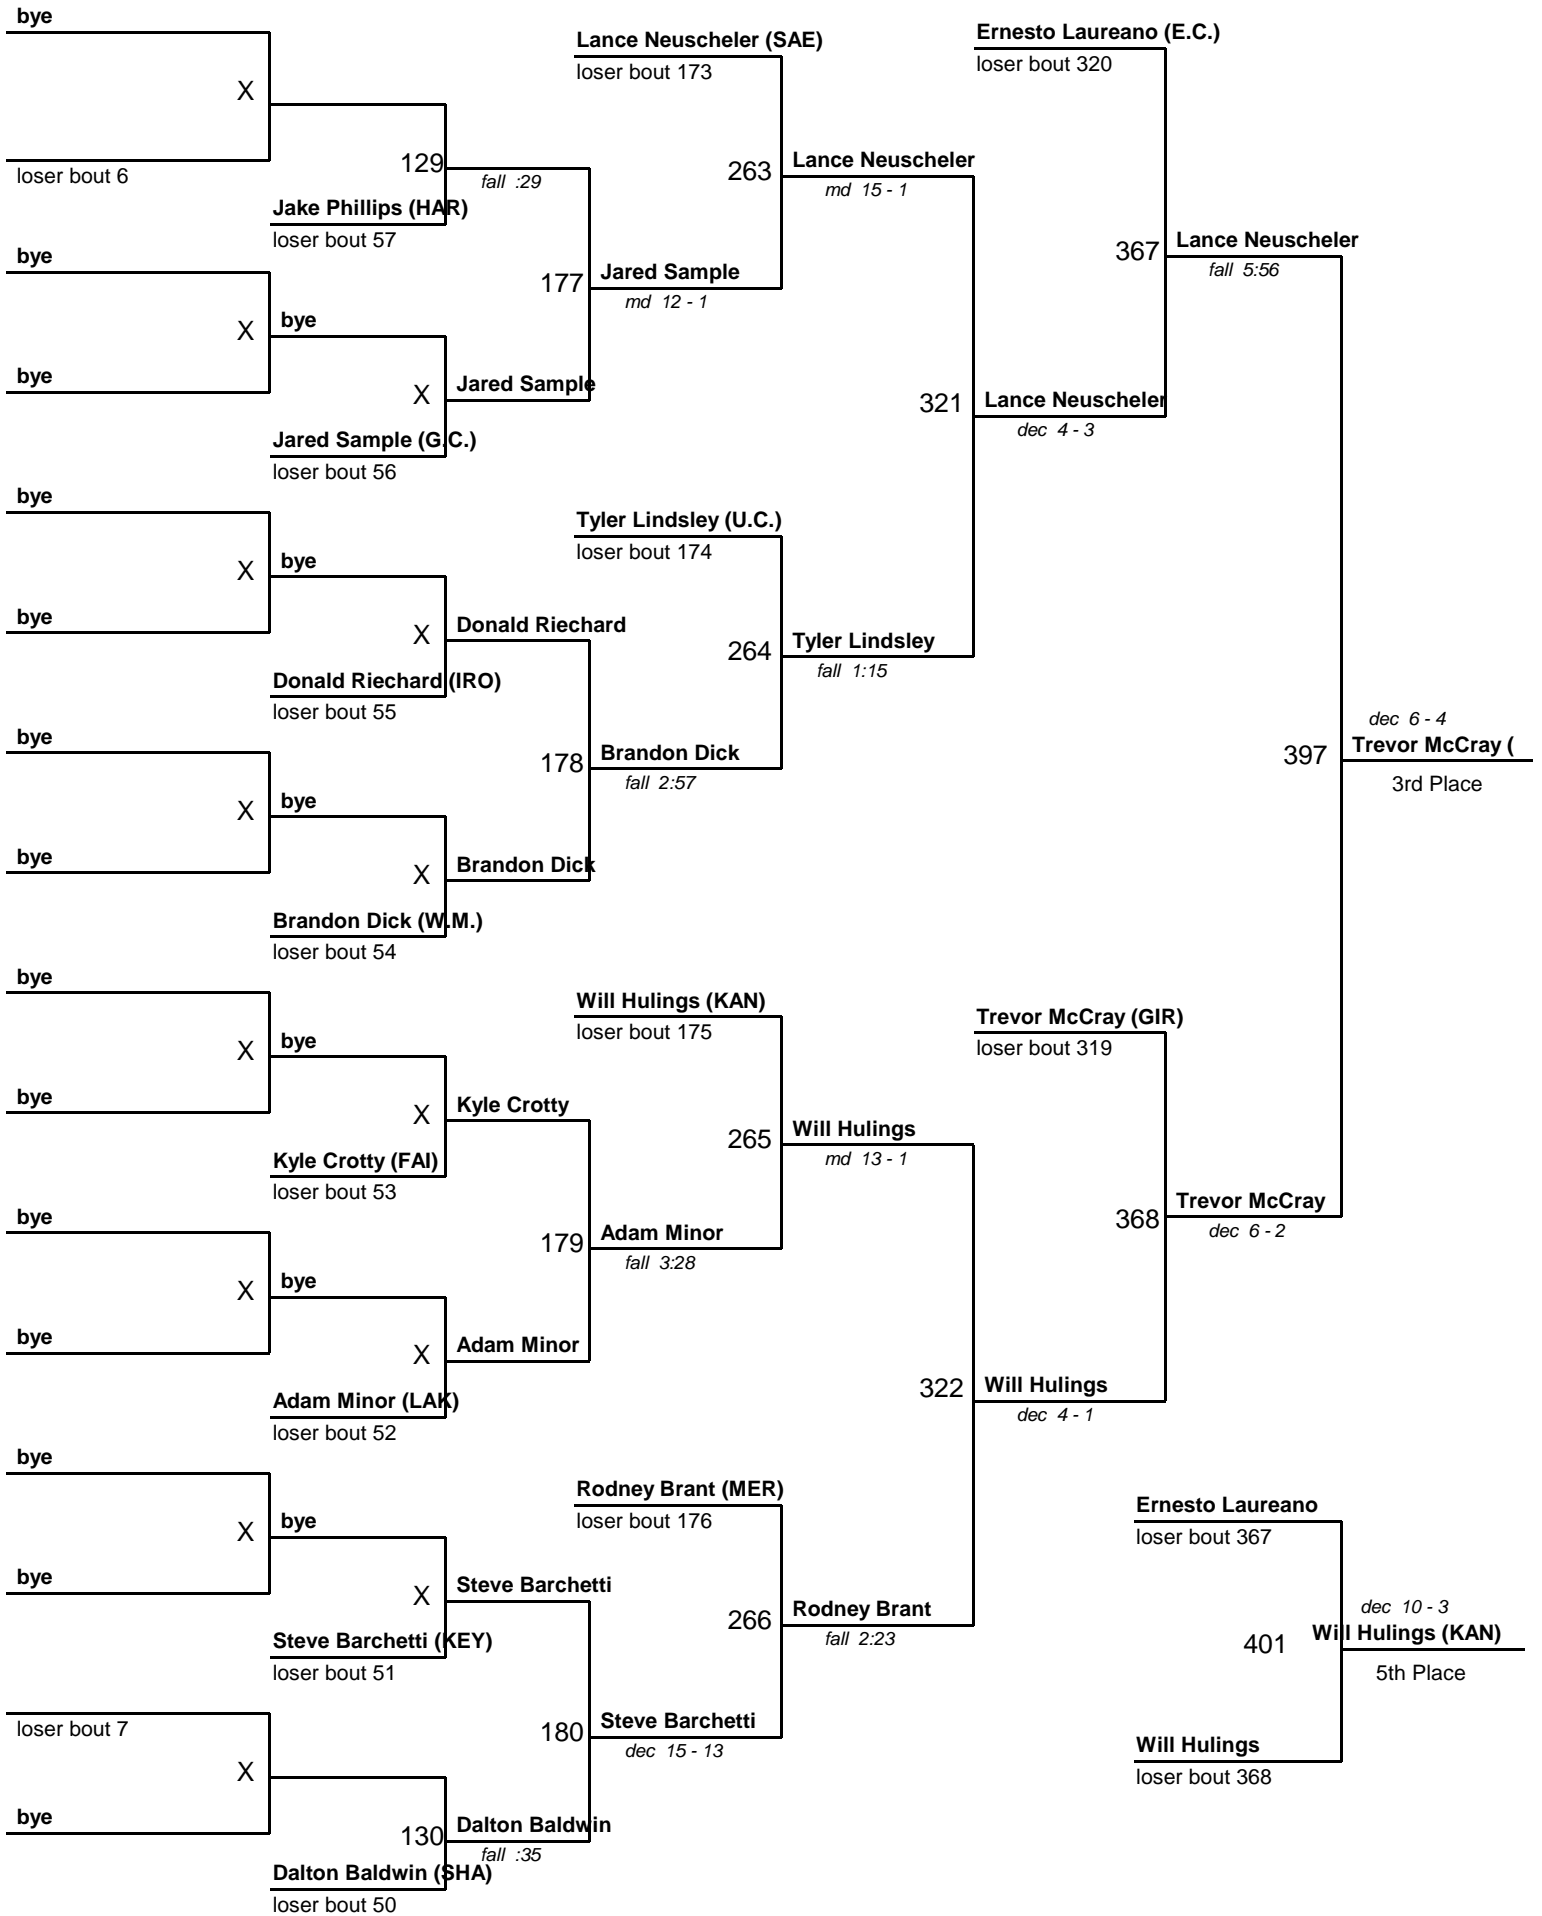 bye
X
loser bout 6
129
fall :29
Jake Phillips (HAR)
loser bout 57
bye
X
bye
bye
X
Jared Sample
Jared Sample (G.C.)
loser bout 56
177
Jared Sample
md 12 - 1
Lance Neuscheler (SAE)
loser bout 173
263
Lance Neuscheler
md 15 - 1
bye
X
bye
bye
X
Donald Riechard
Donald Riechard (IRO)
loser bout 55
bye
X
bye
bye
X
Brandon Dick
Brandon Dick (W.M.)
loser bout 54
178
Brandon Dick
fall 2:57
Tyler Lindsley (U.C.)
loser bout 174
264
Tyler Lindsley
fall 1:15
321
Lance Neuscheler
dec 4 - 3
Ernesto Laureano (E.C.)
loser bout 320
367
Lance Neuscheler
fall 5:56
bye
X
bye
bye
X
Kyle Crotty
Kyle Crotty (FAI)
loser bout 53
bye
X
bye
bye
X
Adam Minor
Adam Minor (LAK)
loser bout 52
179
Adam Minor
fall 3:28
Will Hulings (KAN)
loser bout 175
265
Will Hulings
md 13 - 1
bye
X
bye
bye
X
Steve Barchetti
Steve Barchetti (KEY)
loser bout 51
loser bout 7
X
bye
130
Dalton Baldwin
fall :35
Dalton Baldwin (SHA)
loser bout 50
180
Steve Barchetti
dec 15 - 13
Rodney Brant (MER)
loser bout 176
266
Rodney Brant
fall 2:23
322
Will Hulings
dec 4 - 1
Trevor McCray (GIR)
loser bout 319
368
Trevor McCray
dec 6 - 2
397
dec 6 - 4
Trevor McCray (
3rd Place
Ernesto Laureano
loser bout 367
401
dec 10 - 3
Will Hulings (KAN)
5th Place
Will Hulings
loser bout 368